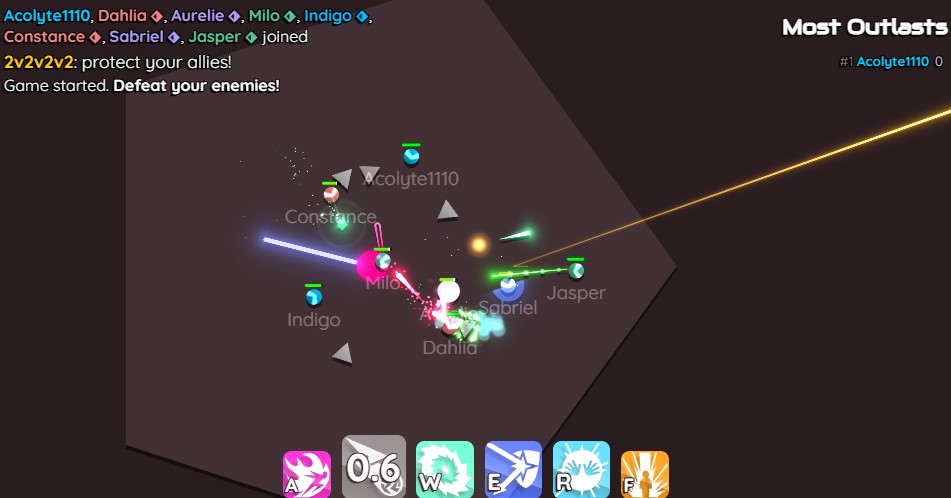 Acolyte1110, Dahlia, Aurelie, Milo, Indigo,
Constance, Sabriel, Jasper joined
2v2v2v2: protect your allies!
Game started. Defeat your enemies!
Most Outlasts
#1 Acolyte1110 0
Acolyte1110
Constance
Milo
Jasper
Sabriel
Indigo
Dahlia
A
0.6
W
E
R
F